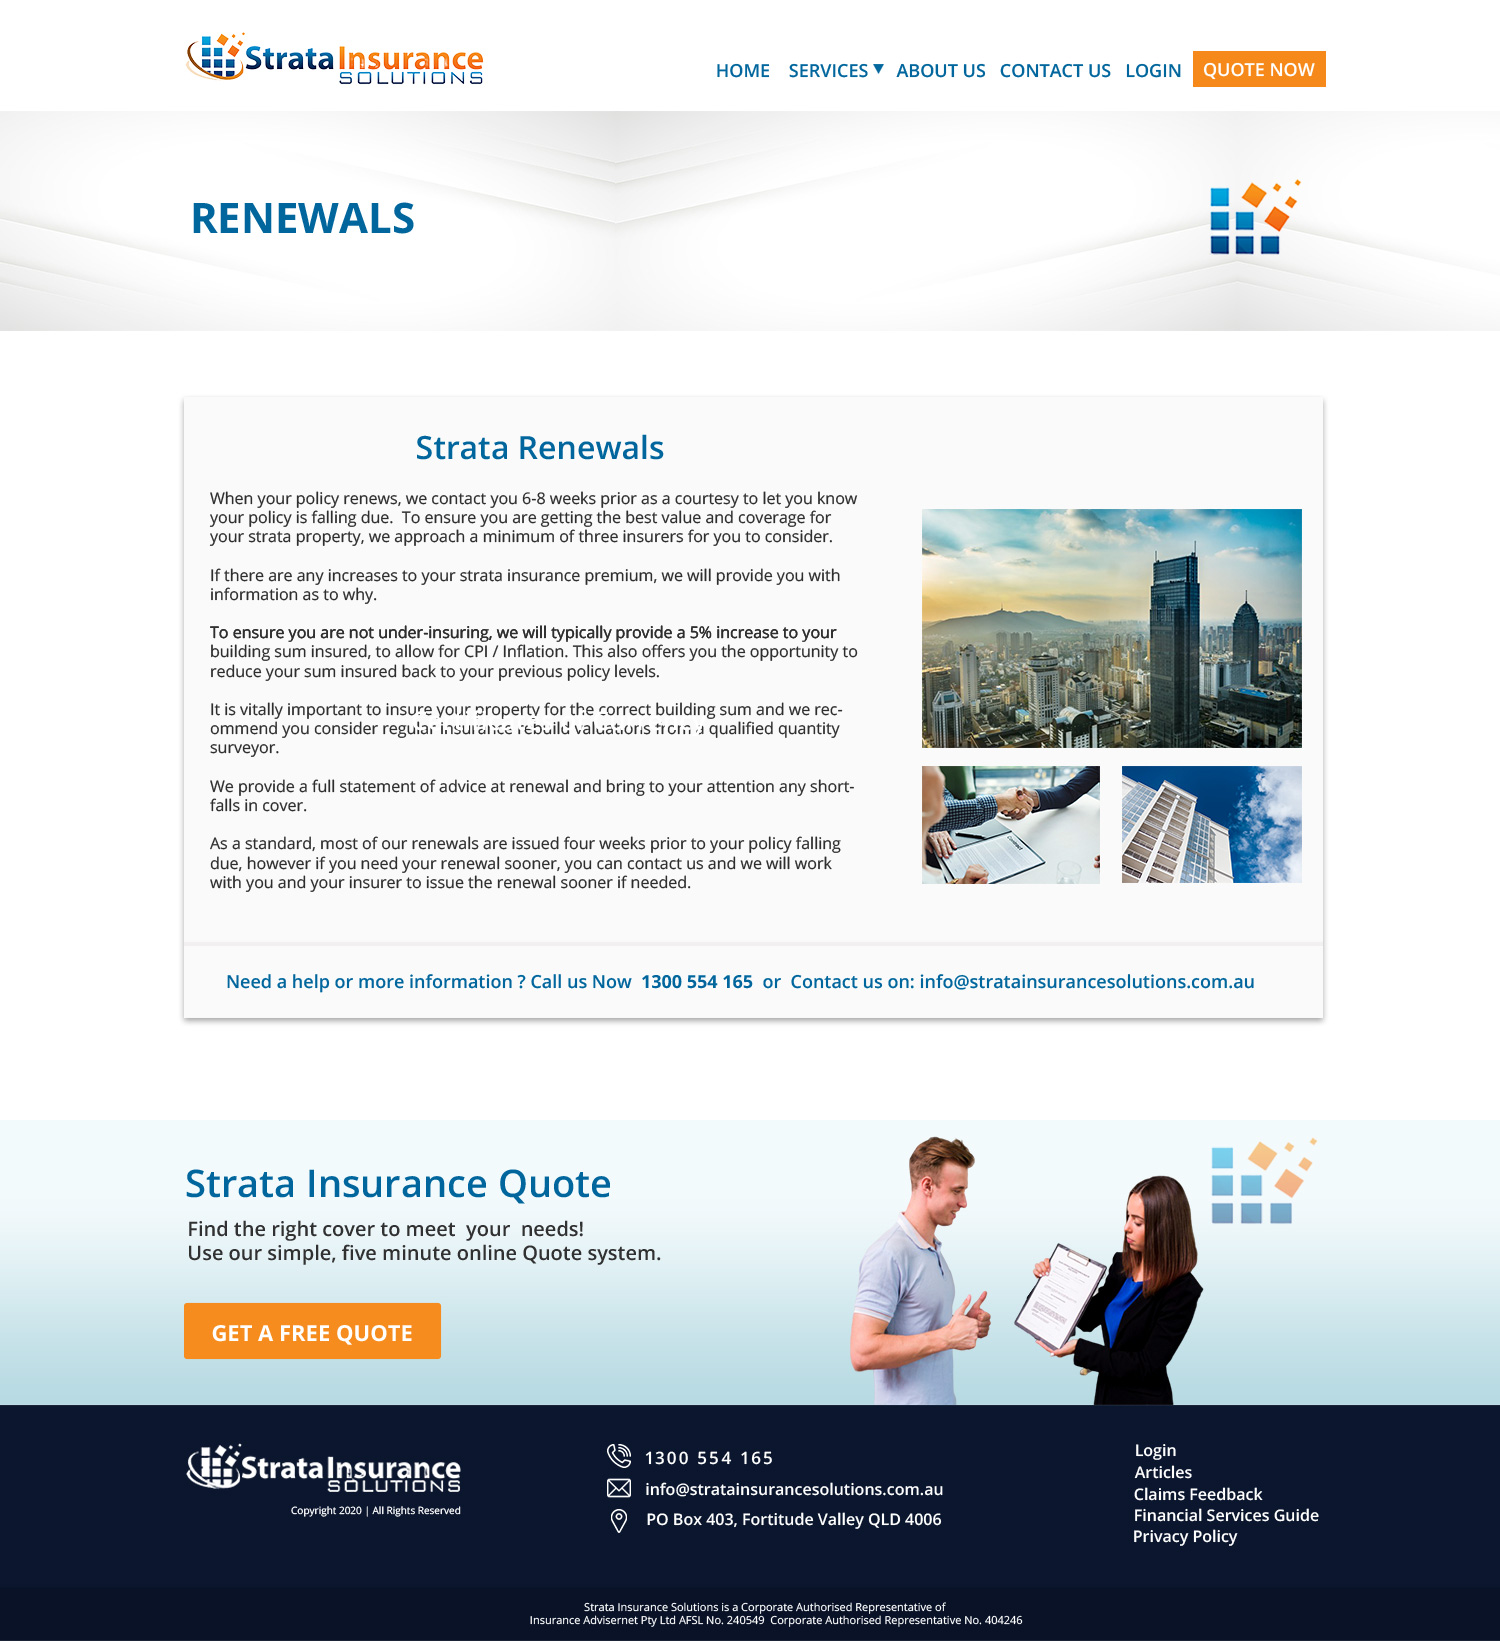 Strata Insurance
SOLUTIONS
HOME SERVICES ▼ ABOUT US CONTACT US LOGIN QUOTE NOW
RENEWALS
Strata Renewals
When your policy renews, we contact you 6-8 weeks prior as a courtesy to let you know
your policy is falling due.  To ensure you are getting the best value and coverage for
your strata property, we approach a minimum of three insurers for you to consider.
If there are any increases to your strata insurance premium, we will provide you with
information as to why.
To ensure you are not under-insuring, we will typically provide a 5% increase to your
building sum insured, to allow for CPI / Inflation. This also offers you the opportunity to
reduce your sum insured back to your previous policy levels.
It is vitally important to insure your property for the correct building sum and we rec-
ommend you consider regular insurance rebuild valuations from a qualified quantity
surveyor.
We provide a full statement of advice at renewal and bring to your attention any short-
falls in cover.
As a standard, most of our renewals are issued four weeks prior to your policy falling
due, however if you need your renewal sooner, you can contact us and we will work
with you and your insurer to issue the renewal sooner if needed.
Contract
Need a help or more information ? Call us Now  1300 554 165  or  Contact us on: info@stratainsurancesolutions.com.au
Strata Insurance Quote
Find the right cover to meet  your  needs!
Use our simple, five minute online Quote system.
GET A FREE QUOTE
Strata Insurance
SOLUTIONS
Copyright 2020 | All Rights Reserved
1300 554 165
info@stratainsurancesolutions.com.au
PO Box 403, Fortitude Valley QLD 4006
Login
Articles
Claims Feedback
Financial Services Guide
Privacy Policy
Strata Insurance Solutions is a Corporate Authorised Representative of
Insurance Advisernet Pty Ltd AFSL No. 240549  Corporate Authorised Representative No. 404246